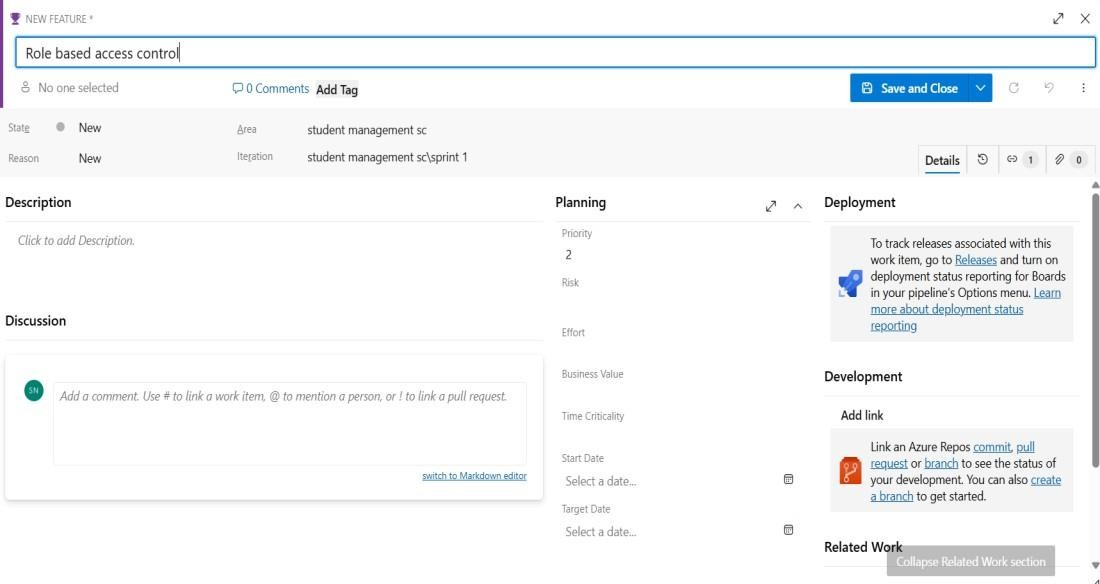 NEW FEATURE *
Role based access control
No one selected
0 Comments
Add Tag
Save and Close
State
New
Area
student management sc
Reason
New
Iteration
student management sc\sprint 1
Details
1
0
Description
Click to add Description.
Discussion
SN
Add a comment. Use # to link a work item, @ to mention a person, or ! to link a pull request.
switch to Markdown editor
Planning
Priority
2
Risk
Effort
Business Value
Time Criticality
Start Date
Select a date...
Target Date
Select a date...
Deployment
To track releases associated with this
work item, go to Releases and turn on
deployment status reporting for Boards
in your pipeline's Options menu. Learn
more about deployment status
reporting
Development
Add link
Link an Azure Repos commit, pull
request or branch to see the status of
your development. You can also create
a branch to get started.
Related Work
Collapse Related Work section